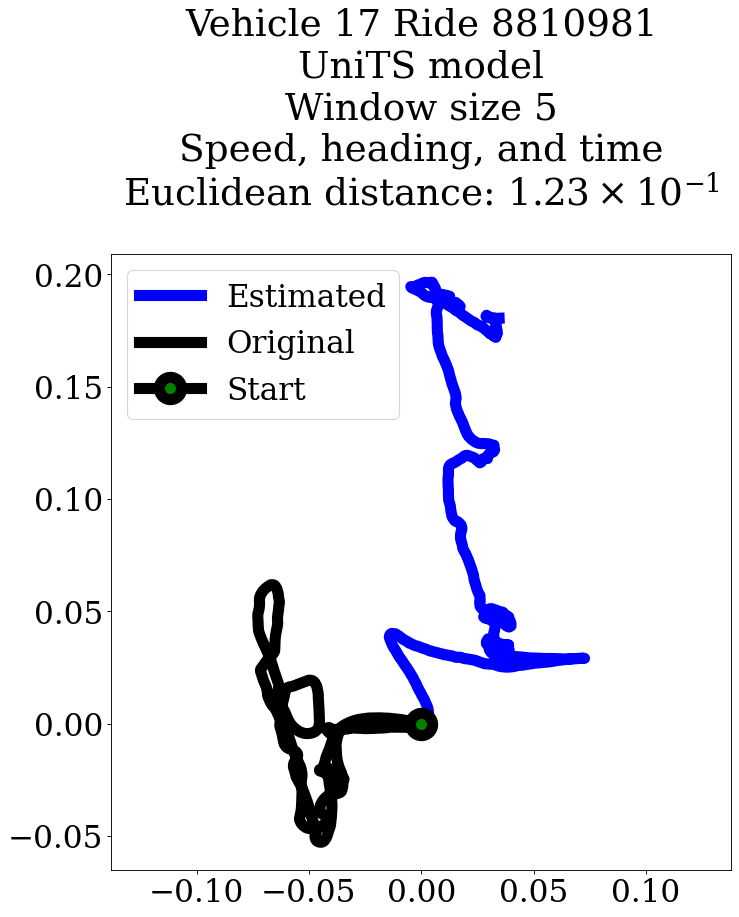 Vehicle 17 Ride 8810981
UniTS model
Window size 5
Speed, heading, and time
Euclidean distance: 1.23 × 10⁻¹
Estimated
Original
Start
0.20
0.15
0.10
0.05
0.00
−0.05
−0.10 −0.05 0.00 0.05 0.10